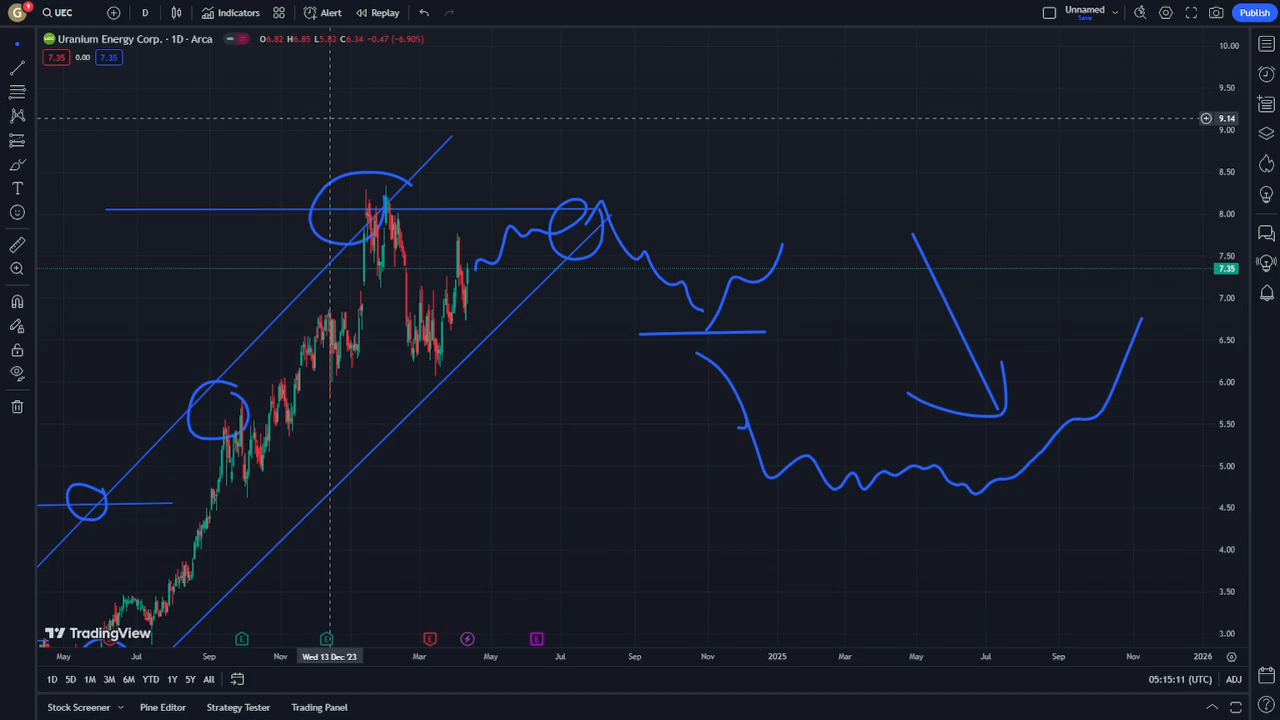 G 9 UEC D Indicators Alert Replay Unnamed Save Publish
Uranium Energy Corp. · 1D · Arca O6.82 H6.85 L5.83 C6.34 −0.47 (−6.90%)
7.35 0.00 7.35
10.00
9.50
9.14
9.00
8.50
8.00
7.50
7.35
7.00
6.50
6.00
5.50
5.00
4.50
4.00
3.50
3.00
TradingView
E E E E
May Jul Sep Nov Wed 13 Dec '23 Mar May Jul Sep Nov 2025 Mar May Jul Sep Nov 2026
1D 5D 1M 3M 6M YTD 1Y 5Y All 05:15:11 (UTC) ADJ
Stock Screener Pine Editor Strategy Tester Trading Panel